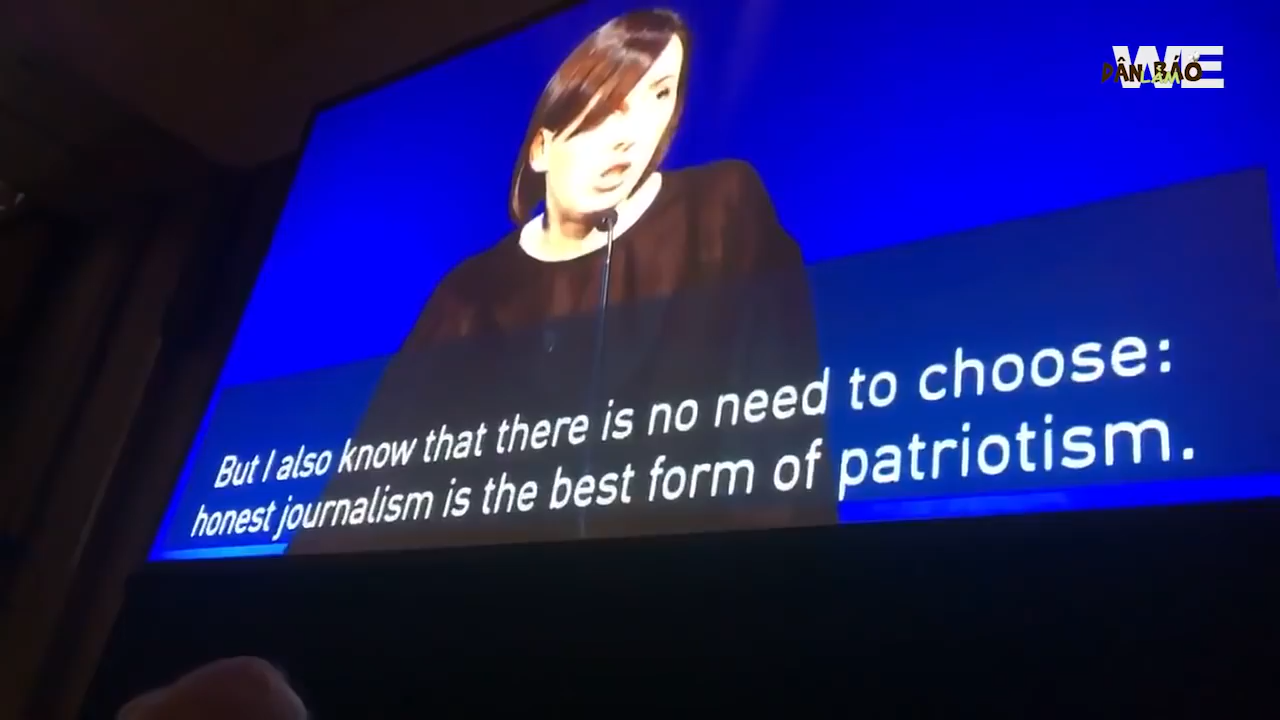 WE
DÂN LÀM BÁO
But I also know that there is no need to choose:
honest journalism is the best form of patriotism.